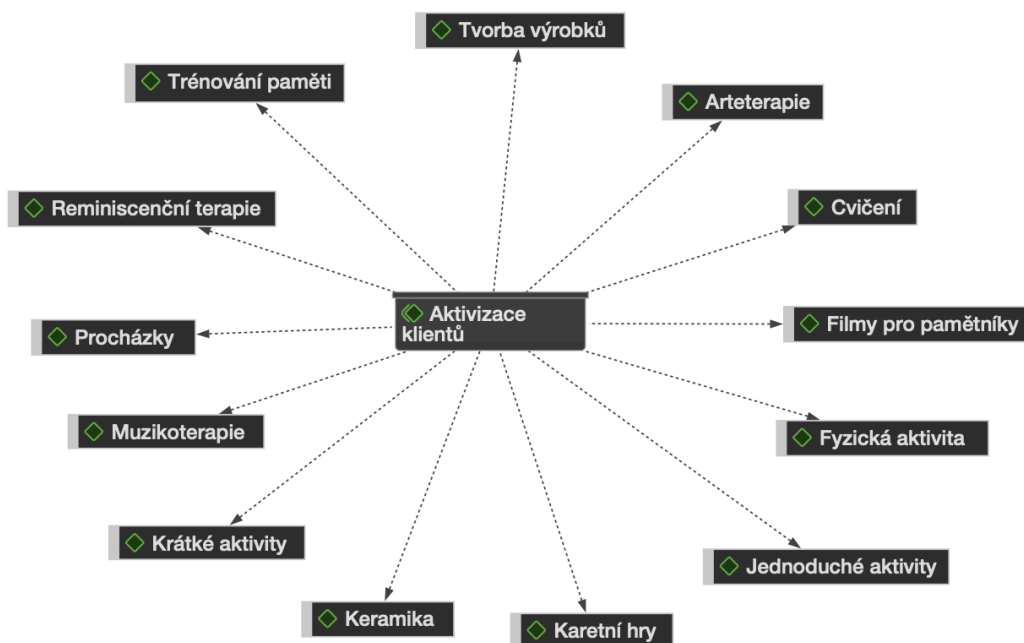 Tvorba výrobků
Trénování paměti
Arteterapie
Reminiscenční terapie
Cvičení
Aktivizace
klientů
Procházky
Filmy pro pamětníky
Muzikoterapie
Fyzická aktivita
Krátké aktivity
Jednoduché aktivity
Keramika
Karetní hry